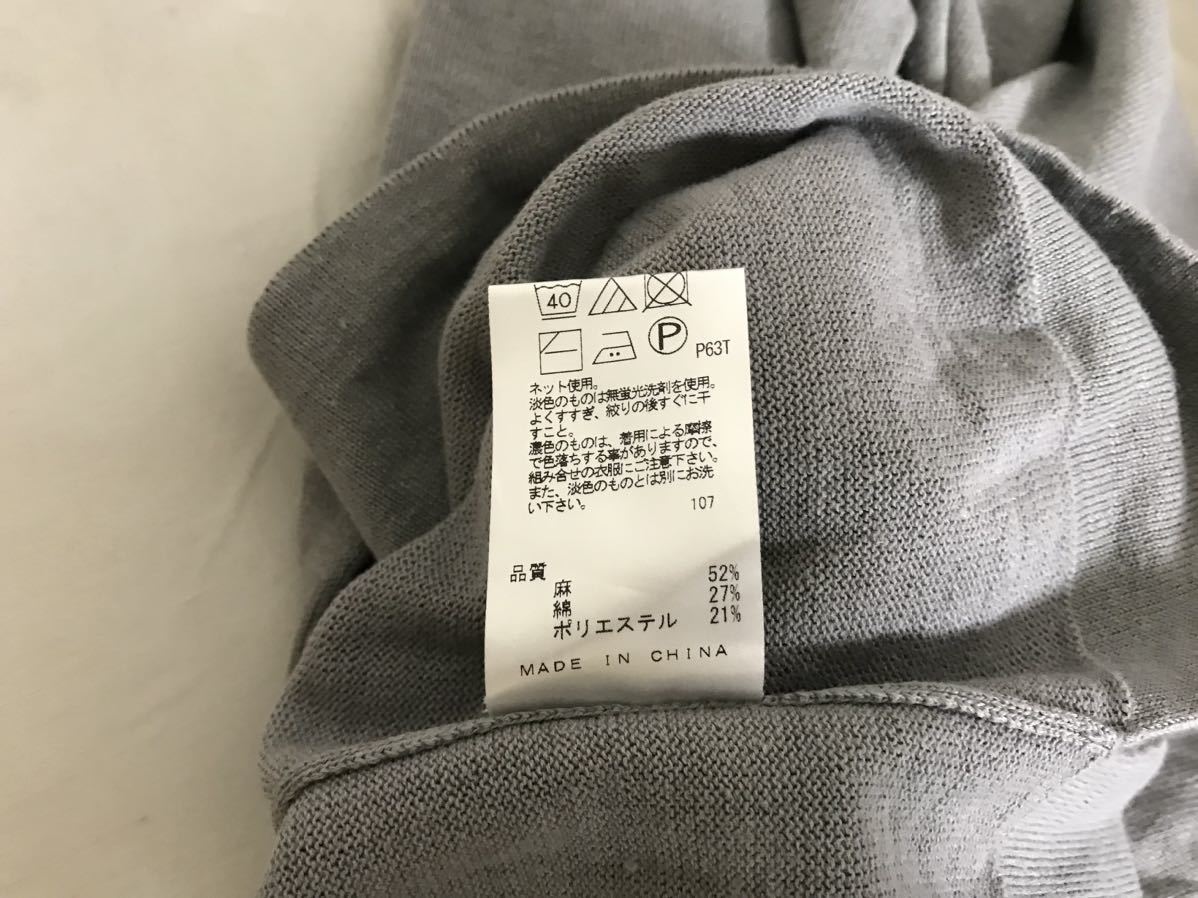 40
P P63T
ネット使用。
淡色のものは無蛍光洗剤を使用。
よくすすぎ、絞りの後すぐに干
すこと。
濃色のものは、着用による摩擦
で色落ちする事がありますので、
組み合せの衣服にご注意下さい。
また、淡色のものとは別にお洗
い下さい。 107
品質
麻 52%
綿 27%
ポリエステル 21%
MADE IN CHINA